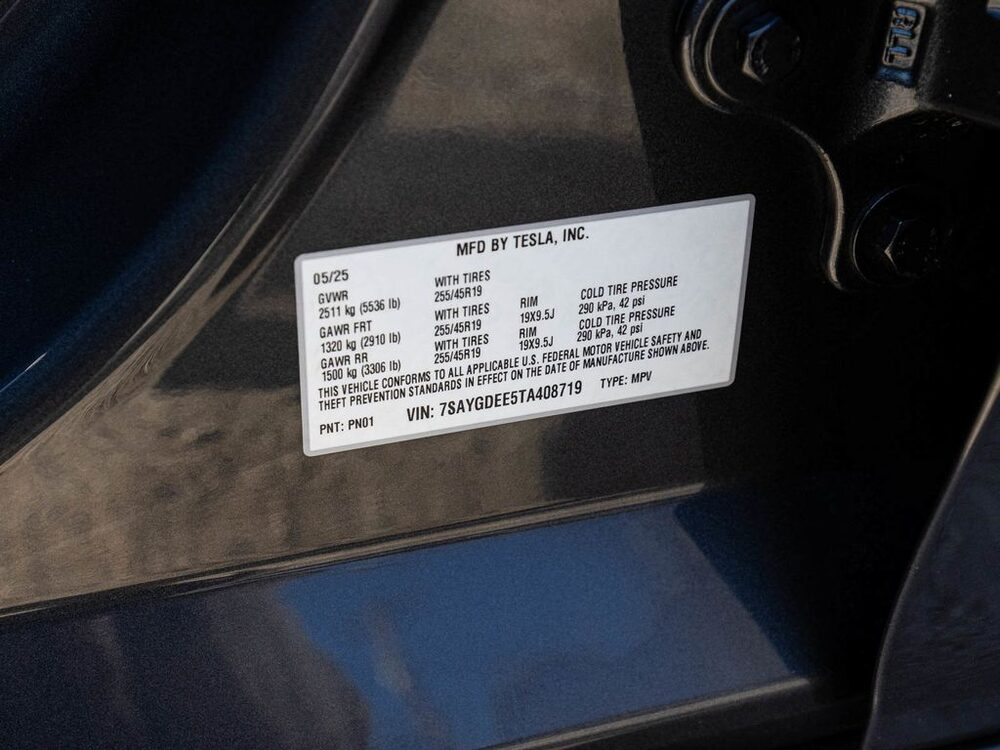 MFD BY TESLA, INC.
05/25
GVWR WITH TIRES
2511 kg (5536 lb) 255/45R19
GAWR FRT WITH TIRES RIM COLD TIRE PRESSURE
1320 kg (2910 lb) 255/45R19 19X9.5J 290 kPa, 42 psi
GAWR RR WITH TIRES RIM COLD TIRE PRESSURE
1500 kg (3306 lb) 255/45R19 19X9.5J 290 kPa, 42 psi
THIS VEHICLE CONFORMS TO ALL APPLICABLE U.S. FEDERAL MOTOR VEHICLE SAFETY AND
THEFT PREVENTION STANDARDS IN EFFECT ON THE DATE OF MANUFACTURE SHOWN ABOVE.
PNT: PN01 VIN: 7SAYGDEE5TA408719 TYPE: MPV